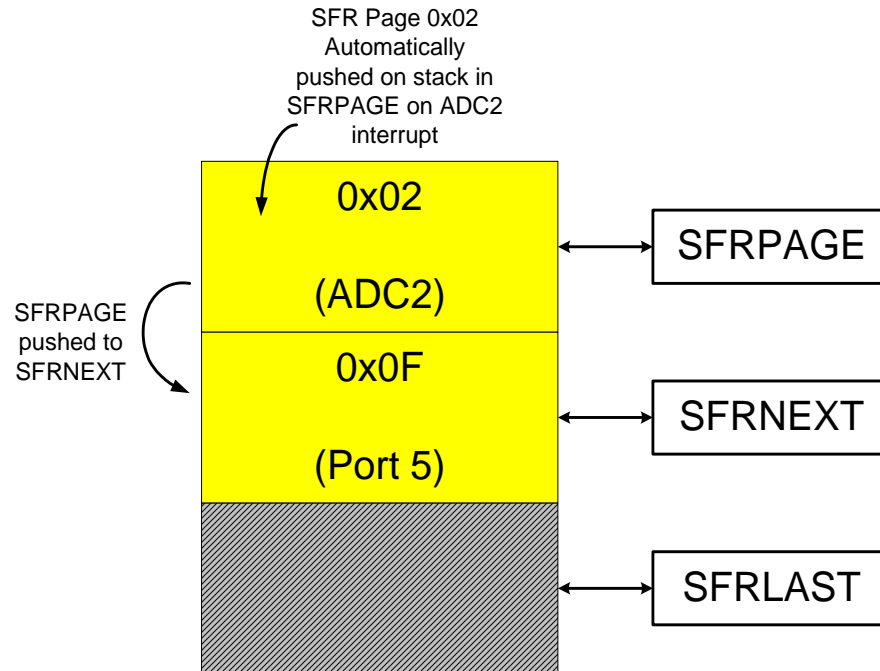 SFR Page 0x02
Automatically
pushed on stack in
SFRPAGE on ADC2
interrupt
0x02
(ADC2)
SFRPAGE
SFRPAGE
pushed to
SFRNEXT
0x0F
(Port 5)
SFRNEXT
SFRLAST